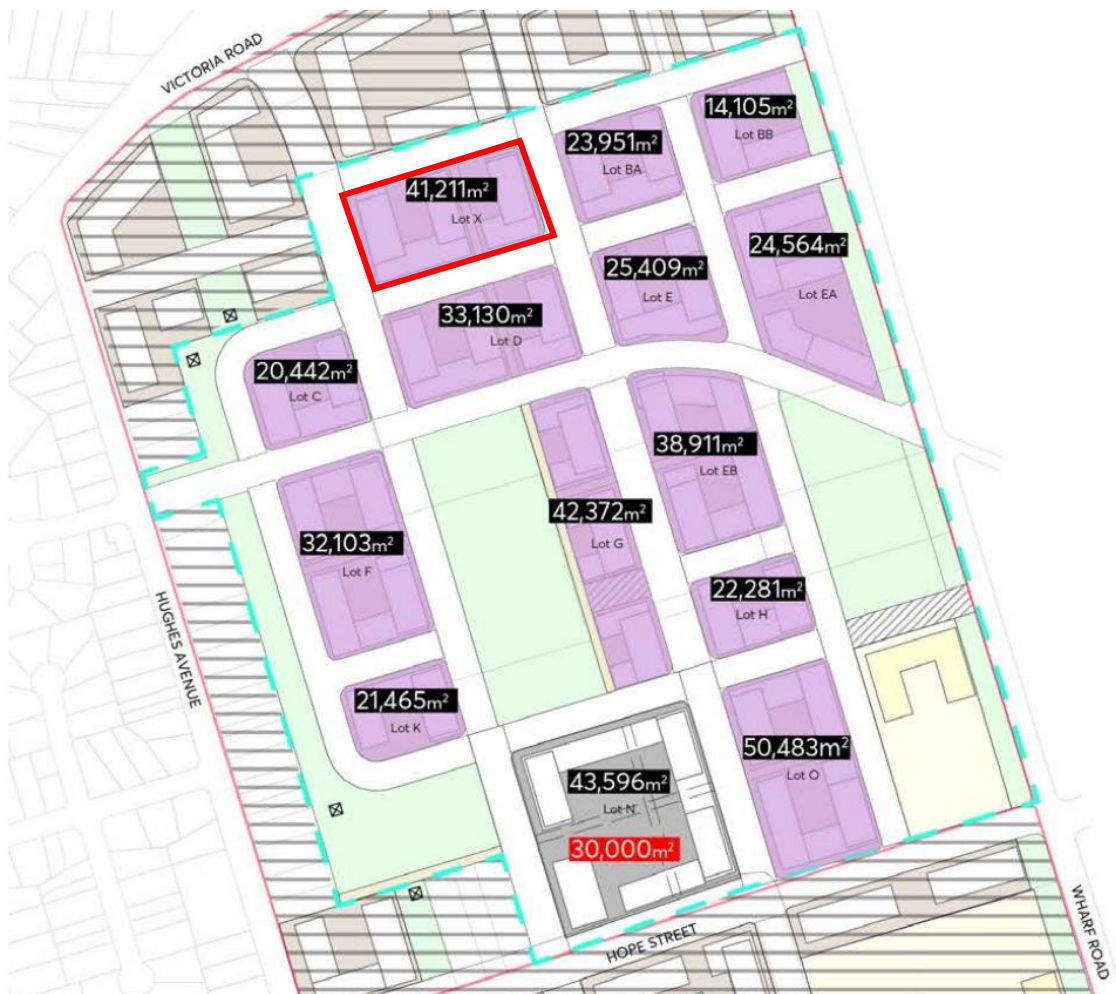 VICTORIA ROAD
14,105m²
Lot BB
23,951m²
Lot BA
41,211m²
Lot X
24,564m²
Lot EA
25,409m²
Lot E
33,130m²
Lot D
20,442m²
Lot C
38,911m²
Lot EB
42,372m²
Lot G
32,103m²
Lot F
22,281m²
Lot H
HUGHES AVENUE
21,465m²
Lot K
50,483m²
Lot O
43,596m²
Lot N
30,000m²
HOPE STREET
WHARF ROAD